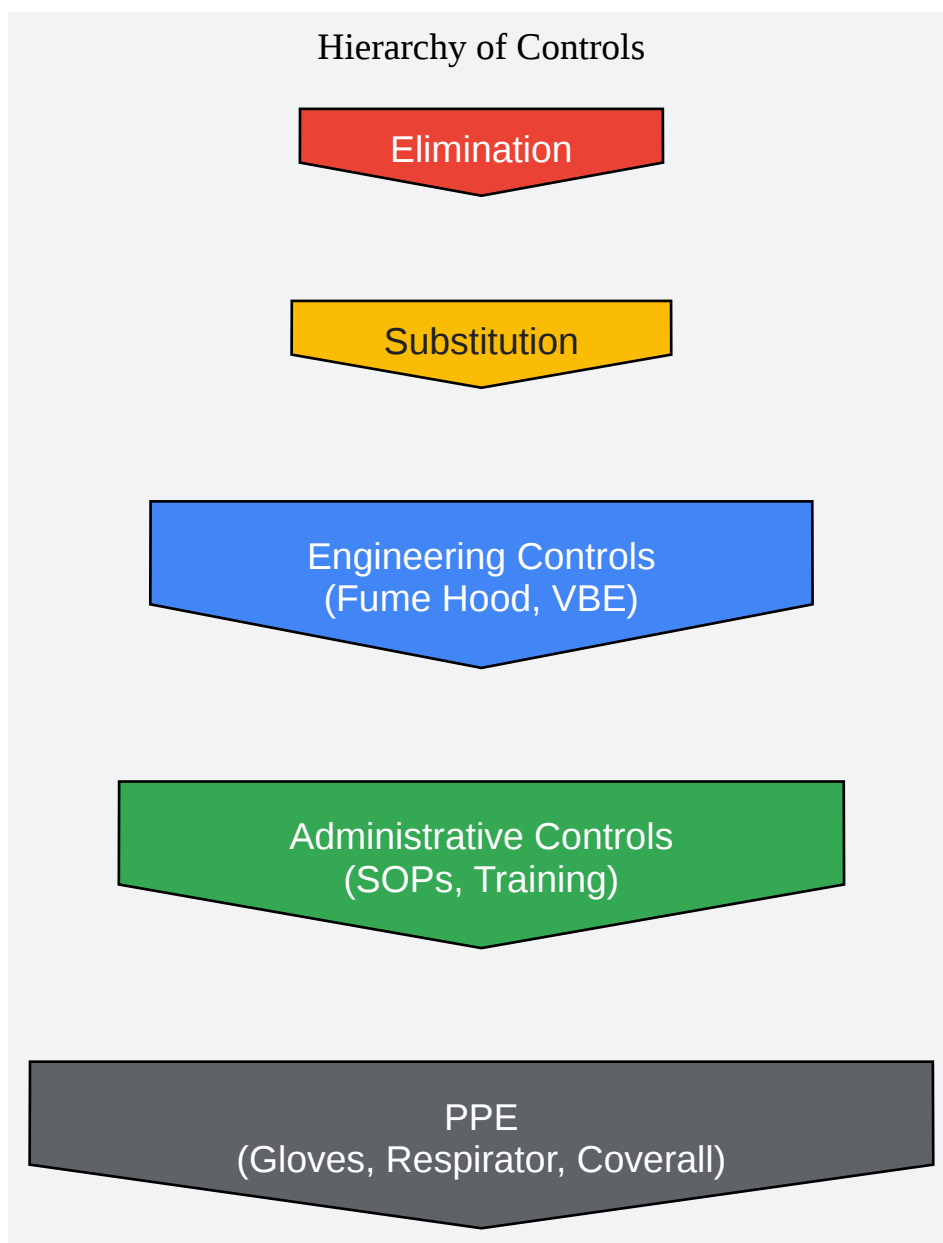 Hierarchy of Controls
Elimination
Substitution
Engineering Controls
(Fume Hood, VBE)
Administrative Controls
(SOPs, Training)
PPE
(Gloves, Respirator, Coverall)